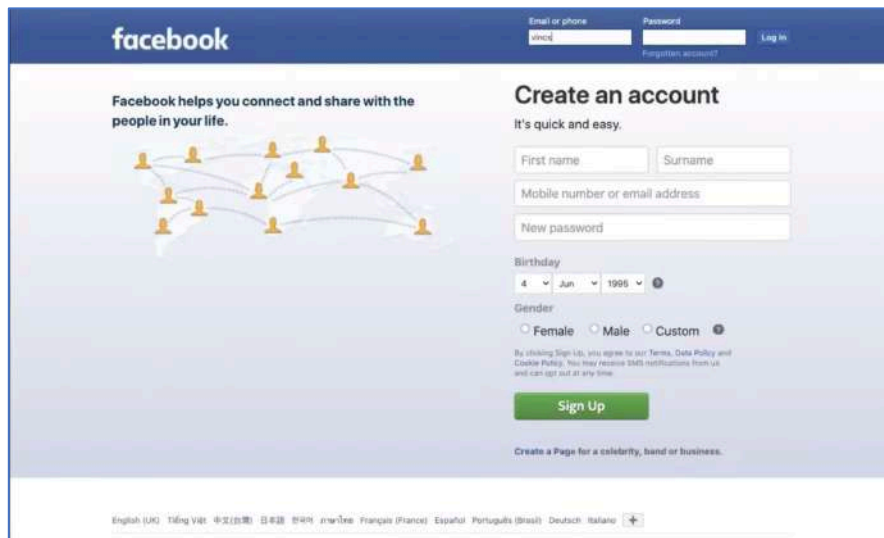 facebook
Email or phone
Password
vincs
Log In
Forgotten account?
Facebook helps you connect and share with the
people in your life.
Create an account
It's quick and easy.
First name
Surname
Mobile number or email address
New password
Birthday
4 Jun 1995
Gender
Female Male Custom
By clicking Sign Up, you agree to our Terms, Data Policy and
Cookie Policy. You may receive SMS notifications from us
and can opt out at any time.
Sign Up
Create a Page for a celebrity, band or business.
English (UK) Tiếng Việt 中文(台灣) 日本語 한국어 ภาษาไทย Français (France) Español Português (Brasil) Deutsch Italiano